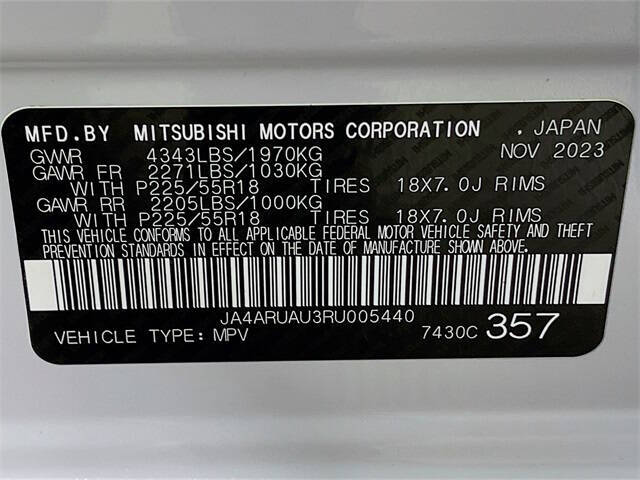 MFD.BY MITSUBISHI MOTORS CORPORATION . JAPAN
GVWR 4343LBS/1970KG NOV 2023
GAWR FR 2271LBS/1030KG
WITH P225/55R18 TIRES 18X7.0J RIMS
GAWR RR 2205LBS/1000KG
WITH P225/55R18 TIRES 18X7.0J RIMS
THIS VEHICLE CONFORMS TO ALL APPLICABLE FEDERAL MOTOR VEHICLE SAFETY AND THEFT
PREVENTION STANDARDS IN EFFECT ON THE DATE OF MANUFACTURE SHOWN ABOVE.
JA4ARUAU3RU005440
VEHICLE TYPE: MPV 7430C 357